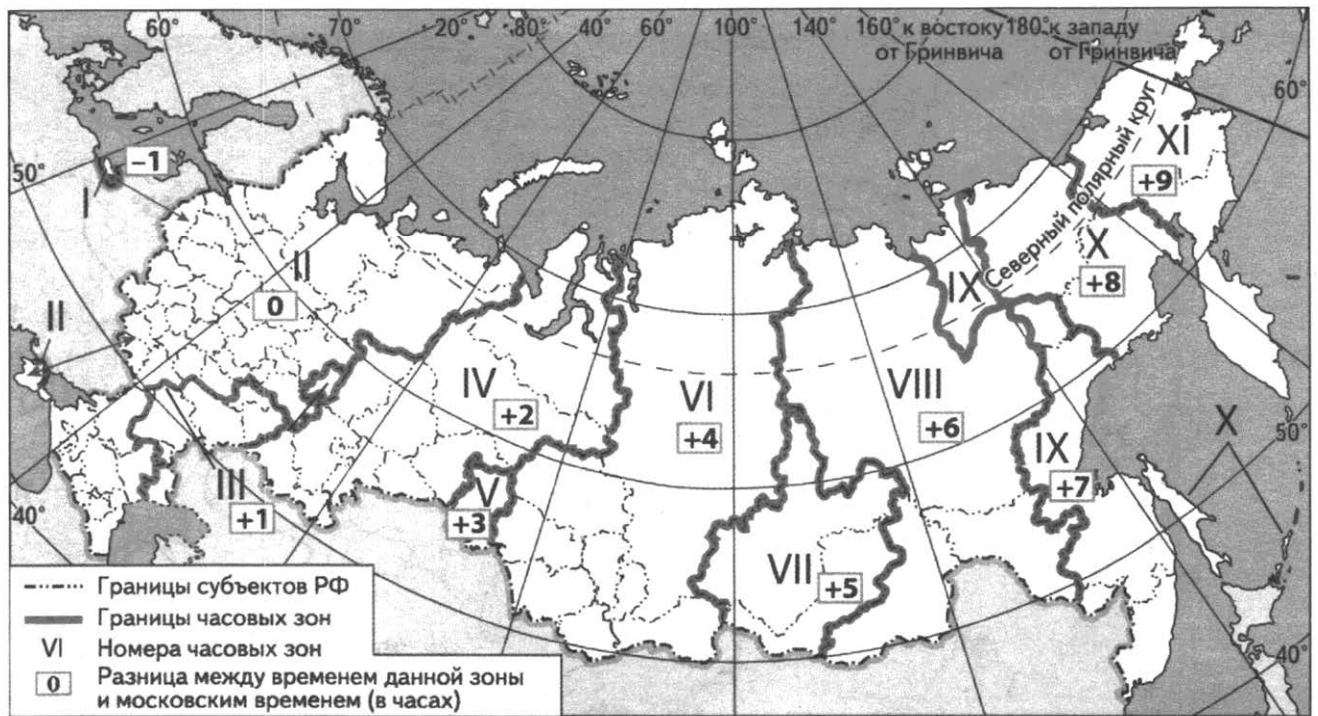 60° 70° 20° 80° 40° 60° 100° 140° 160° к востоку от Гринвича 180° к западу от Гринвича
60°
50°
–1
I
II
0
II
III
+1
40°
IV
+2
V
+3
VI
+4
VII
+5
VIII
+6
IX
IX
+7
X
+8
XI
+9
Северный полярный круг
X
50°
40°
Границы субъектов РФ
Границы часовых зон
VI Номера часовых зон
0 Разница между временем данной зоны
и московским временем (в часах)